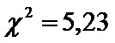 χ² = 5,23